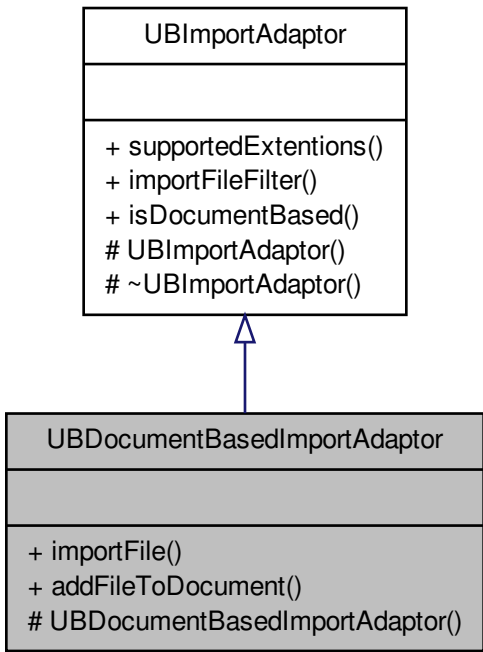 UBImportAdaptor
+ supportedExtentions()
+ importFileFilter()
+ isDocumentBased()
# UBImportAdaptor()
# ~UBImportAdaptor()
UBDocumentBasedImportAdaptor
+ importFile()
+ addFileToDocument()
# UBDocumentBasedImportAdaptor()